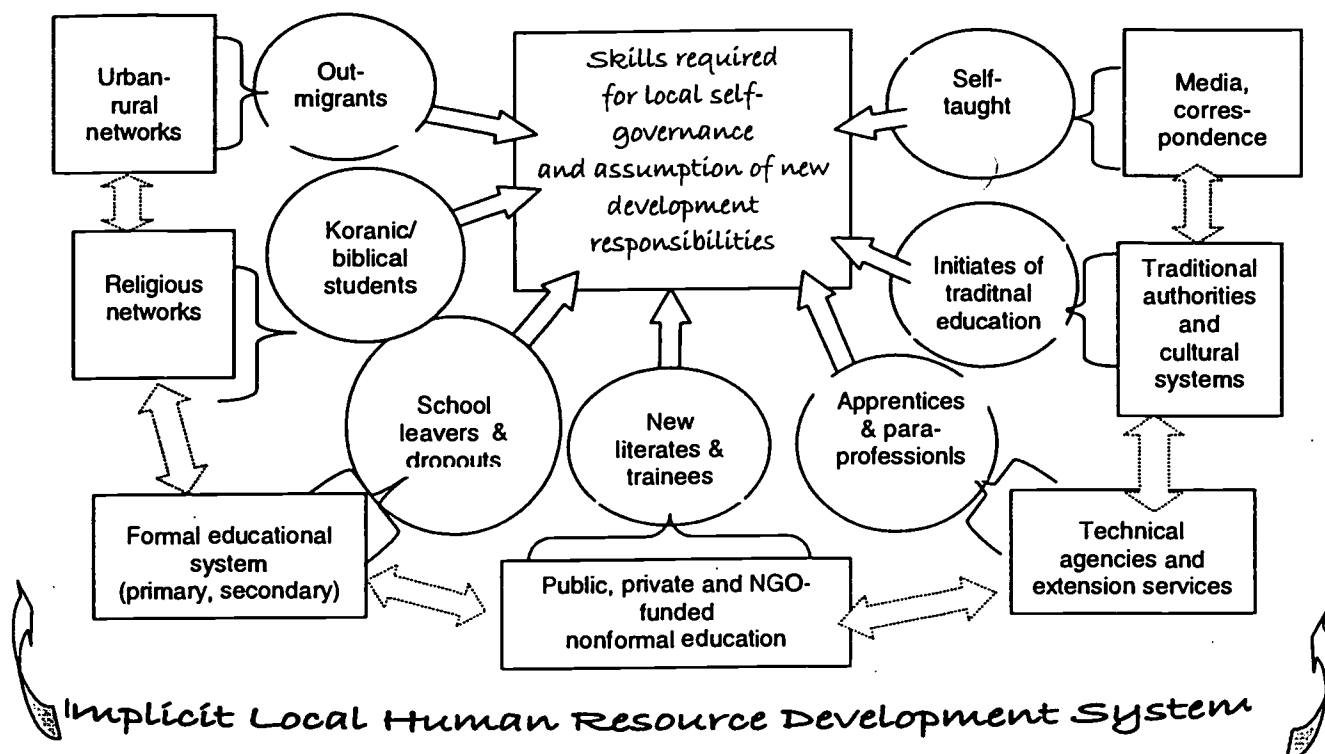 Urban-
rural
networks
Out-
migrants
Skills required
for local self-
governance
and assumption of new
development
responsibilities
Self-
taught
Media,
corres-
pondence
Religious
networks
Koranic/
biblical
students
Initiates of
traditnal
education
Traditional
authorities
and
cultural
systems
School
leavers &
dropouts
New
literates &
trainees
Apprentices
& para-
professionls
Formal educational
system
(primary, secondary)
Public, private and NGO-
funded
nonformal education
Technical
agencies and
extension services
Implicit Local Human Resource Development System